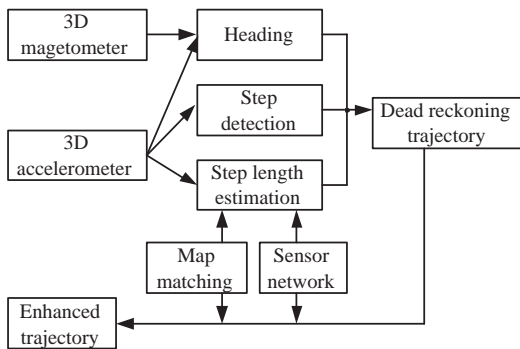 3D
magetometer
Heading
Step
detection
Dead reckoning
trajectory
3D
accelerometer
Step length
estimation
Map
matching
Sensor
network
Enhanced
trajectory